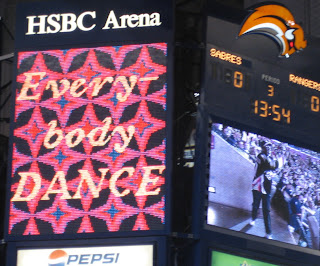 HSBC Arena
Every-
body
DANCE
PEPSI
SABRES
RANGERS
0
PERIOD
0
3
13:54